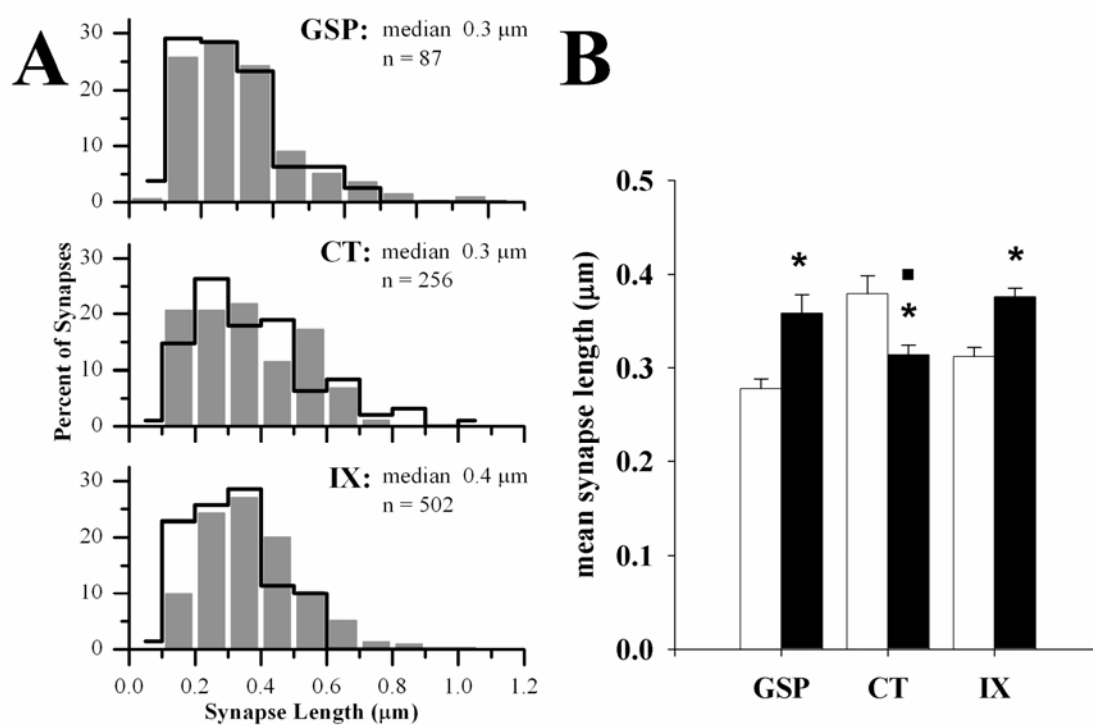 A
GSP: median 0.3 μm
n = 87
30
20
10
0
CT: median 0.3 μm
n = 256
30
20
10
0
IX: median 0.4 μm
n = 502
30
20
10
0
Percent of Synapses
0.0 0.2 0.4 0.6 0.8 1.0 1.2
Synapse Length (μm)
B
0.5
0.4
0.3
0.2
0.1
0.0
mean synapse length (μm)
* ■ * *
GSP CT IX